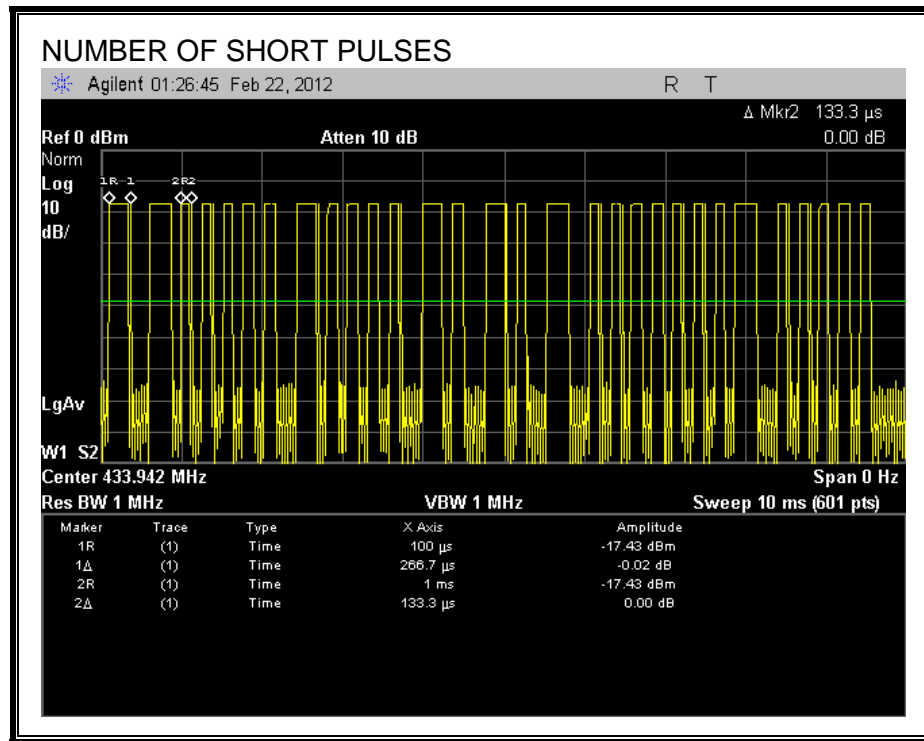 NUMBER OF SHORT PULSES
Agilent 01:26:45 Feb 22, 2012 R T
Δ Mkr2 133.3 µs
Ref 0 dBm Atten 10 dB 0.00 dB
Norm
Log
10
dB/
1R 1 2R2
LgAv
W1 S2
Center 433.942 MHz Span 0 Hz
Res BW 1 MHz VBW 1 MHz Sweep 10 ms (601 pts)
Marker Trace Type X Axis Amplitude
1R (1) Time 100 µs -17.43 dBm
1Δ (1) Time 266.7 µs -0.02 dB
2R (1) Time 1 ms -17.43 dBm
2Δ (1) Time 133.3 µs 0.00 dB